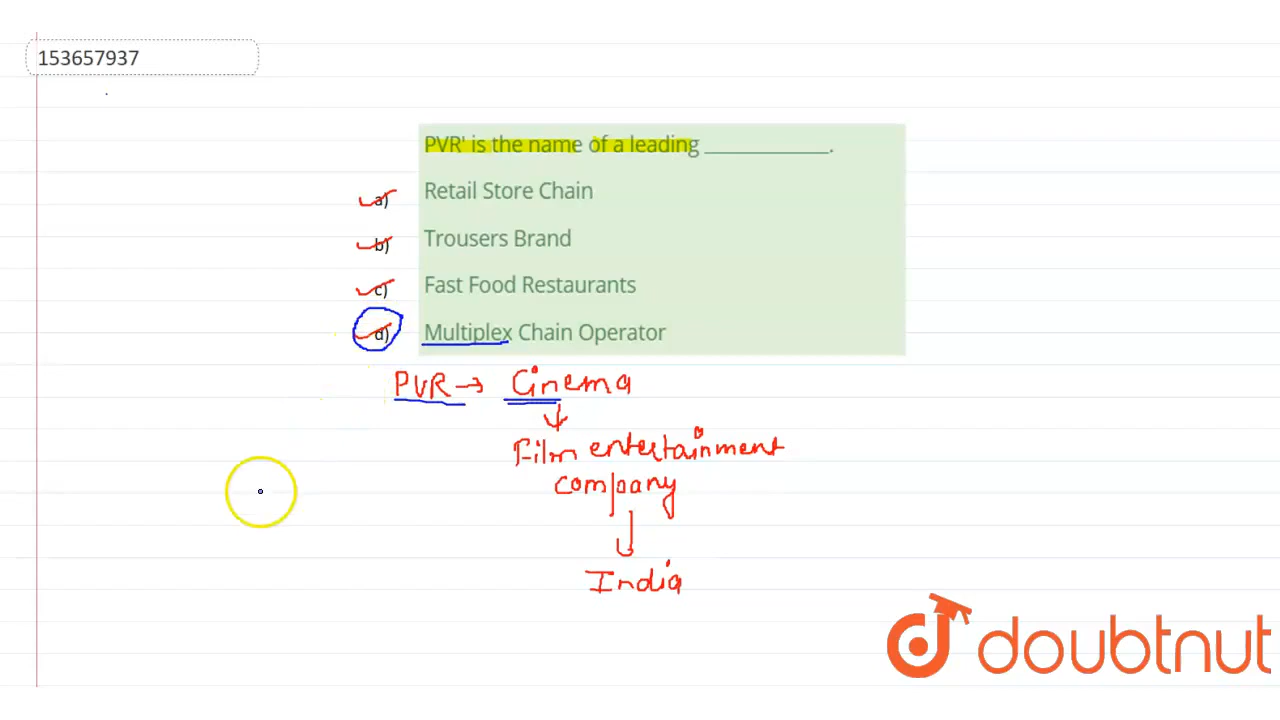 153657937
PVR' is the name of a leading ____________.
a) Retail Store Chain
b) Trousers Brand
c) Fast Food Restaurants
d) Multiplex Chain Operator
PVR → Cinema
Film entertainment
company
India
doubtnut